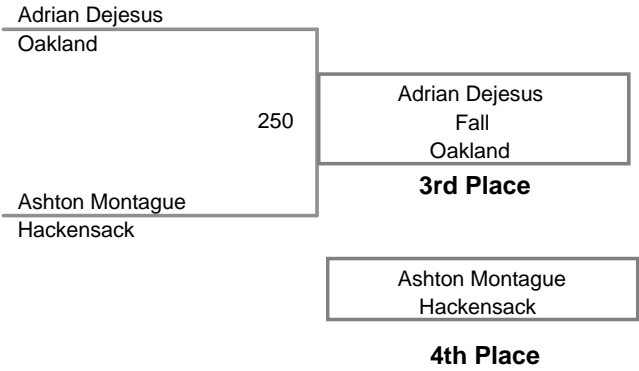 Adrian Dejesus
Oakland
250
Adrian Dejesus
Fall
Oakland
3rd Place
Ashton Montague
Hackensack
Ashton Montague
Hackensack
4th Place